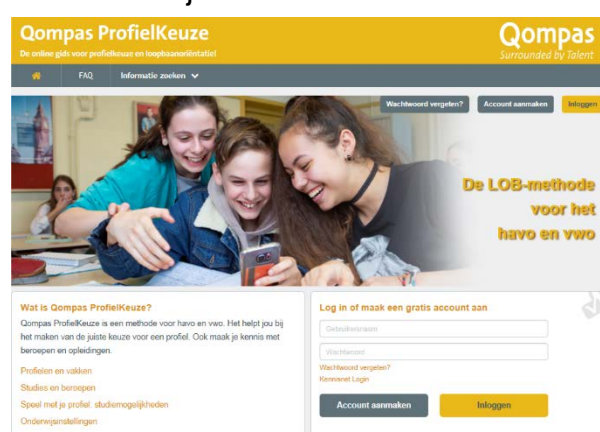 Qompas ProfielKeuze
De online gids voor profielkeuze en loopbaanoriëntatie!
Qompas
Surrounded by Talent
FAQ
Informatie zoeken
Wachtwoord vergeten?
Account aanmaken
Inloggen
De LOB-methode
voor het
havo en vwo
Wat is Qompas ProfielKeuze?
Qompas ProfielKeuze is een methode voor havo en vwo. Het helpt jou bij
het maken van de juiste keuze voor een profiel. Ook maak je kennis met
beroepen en opleidingen.
Profielen en vakken
Studies en beroepen
Speel met je profiel: studiemogelijkheden
Onderwijsinstellingen
Log in of maak een gratis account aan
Gebruikersnaam
Wachtwoord
Wachtwoord vergeten?
Kennisnet Login
Account aanmaken
Inloggen